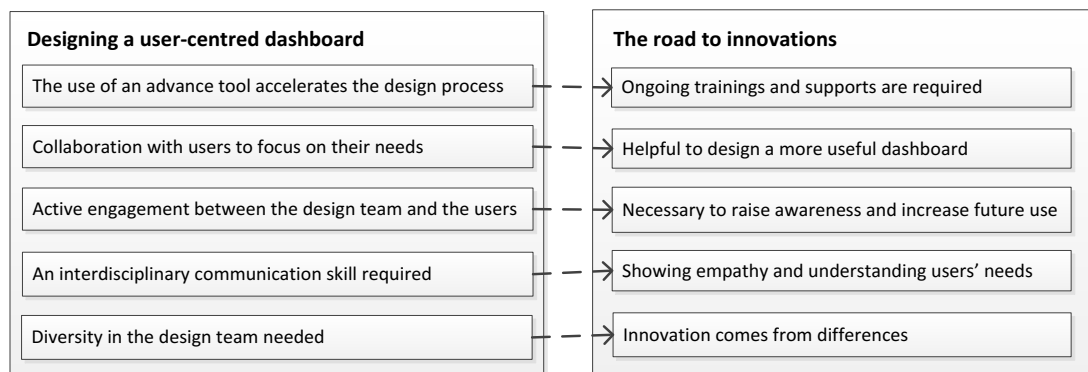 Designing a user-centred dashboard
The use of an advance tool accelerates the design process
Collaboration with users to focus on their needs
Active engagement between the design team and the users
An interdisciplinary communication skill required
Diversity in the design team needed
The road to innovations
Ongoing trainings and supports are required
Helpful to design a more useful dashboard
Necessary to raise awareness and increase future use
Showing empathy and understanding users’ needs
Innovation comes from differences